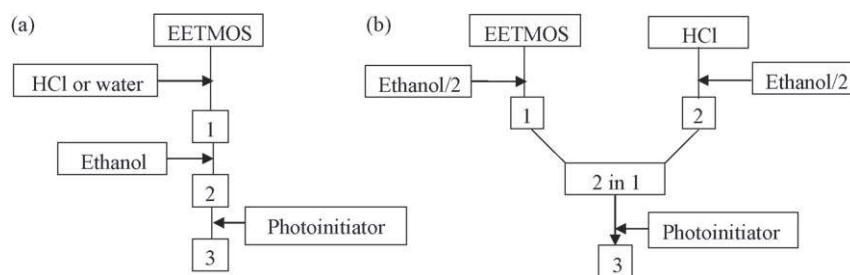 (a)
EETMOS
HCl or water
1
Ethanol
2
Photoinitiator
3
(b)
EETMOS
HCl
Ethanol/2
Ethanol/2
1
2
2 in 1
Photoinitiator
3